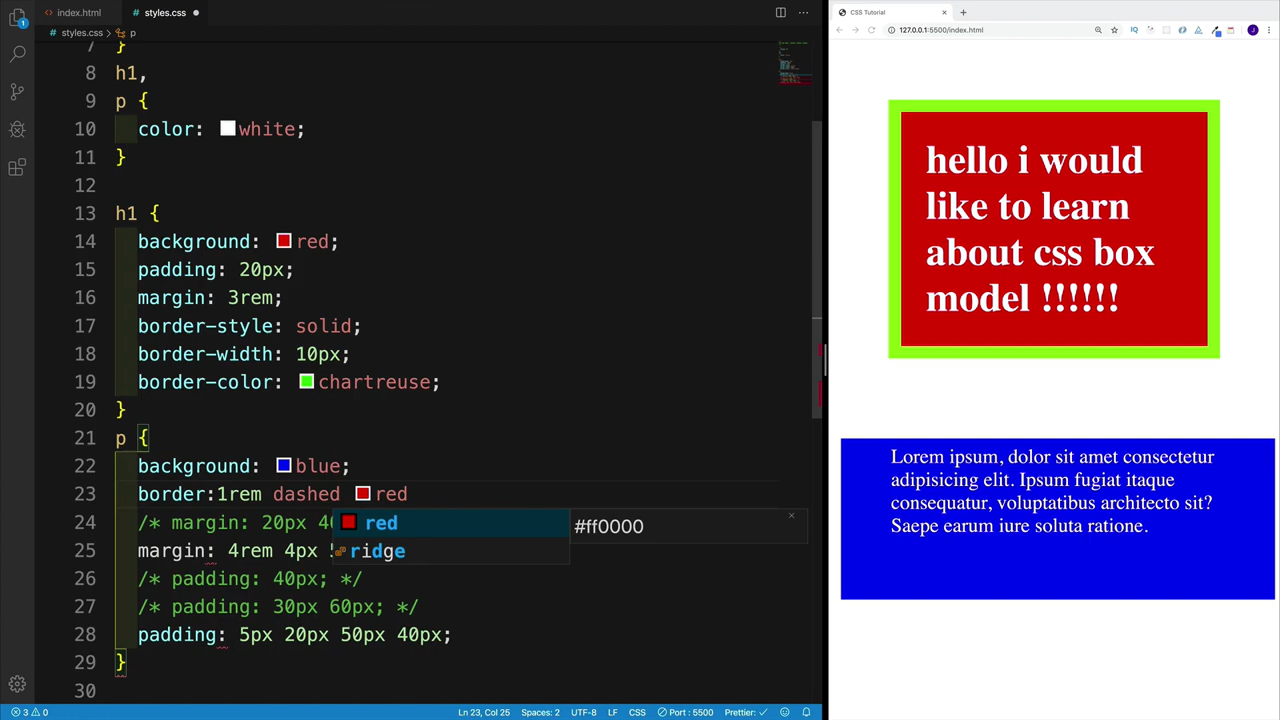 index.html
styles.css
styles.css
p
1
7
}
8
h1,
9
p {
10
color: white;
11
}
12
13
h1 {
14
background: red;
15
padding: 20px;
16
margin: 3rem;
17
border-style: solid;
18
border-width: 10px;
19
border-color: chartreuse;
20
}
21
p {
22
background: blue;
23
border:1rem dashed red
24
/* margin: 20px
25
margin: 4rem 4px
red
#ff0000
ridge
26
/* padding: 40px; */
27
/* padding: 30px 60px; */
28
padding: 5px 20px 50px 40px;
29
}
30
3 0
Ln 23, Col 25
Spaces: 2
UTF-8
LF
CSS
Port : 5500
Prettier:
CSS Tutorial
127.0.0.1:5500/index.html
IQ
J
hello i would
like to learn
about css box
model !!!!!!
Lorem ipsum, dolor sit amet consectetur
adipisicing elit. Ipsum fugiat itaque
consequatur, voluptatibus architecto sit?
Saepe earum iure soluta ratione.